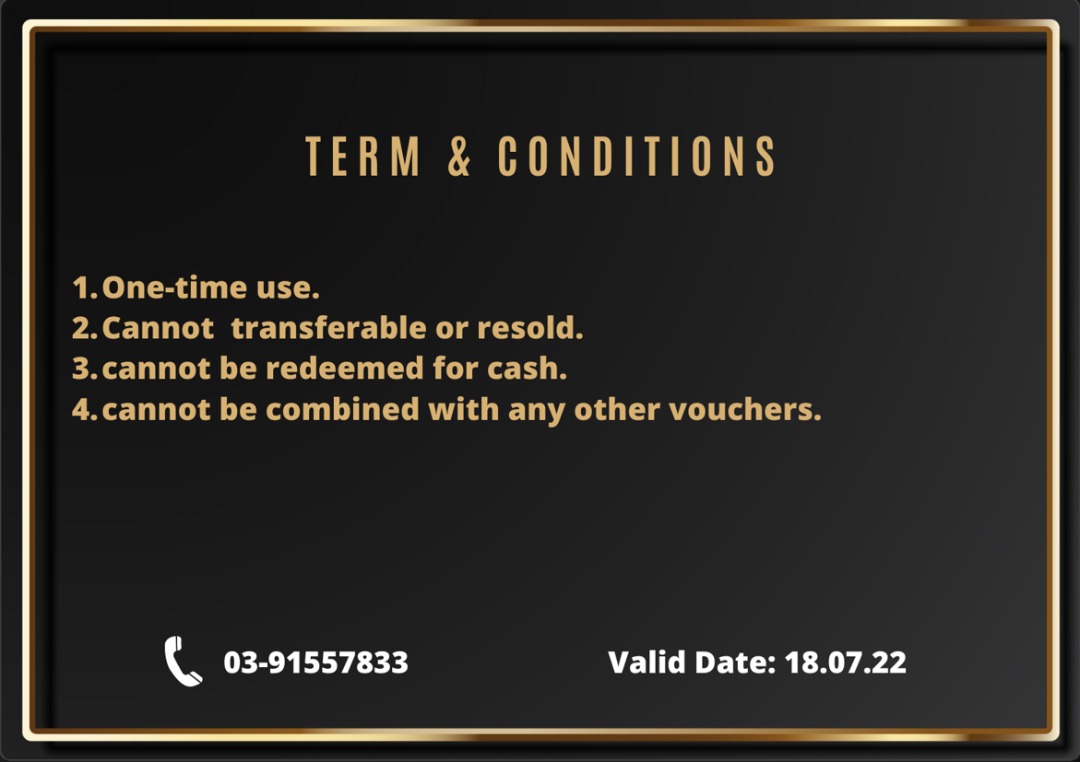 TERM & CONDITIONS
1. One-time use.
2. Cannot  transferable or resold.
3. cannot be redeemed for cash.
4. cannot be combined with any other vouchers.
03-91557833
Valid Date: 18.07.22